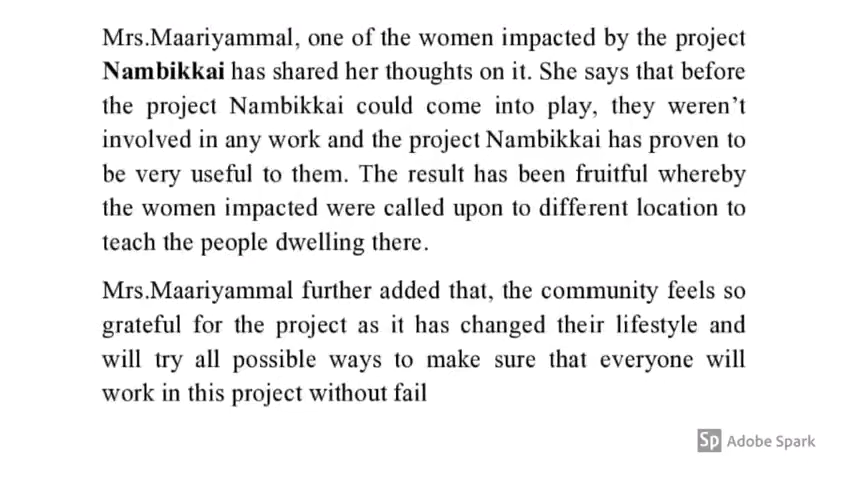 Mrs.Maariyammal, one of the women impacted by the project
Nambikkai has shared her thoughts on it. She says that before
the project Nambikkai could come into play, they weren't
involved in any work and the project Nambikkai has proven to
be very useful to them. The result has been fruitful whereby
the women impacted were called upon to different location to
teach the people dwelling there.
Mrs.Maariyammal further added that, the community feels so
grateful for the project as it has changed their lifestyle and
will try all possible ways to make sure that everyone will
work in this project without fail
Sp Adobe Spark